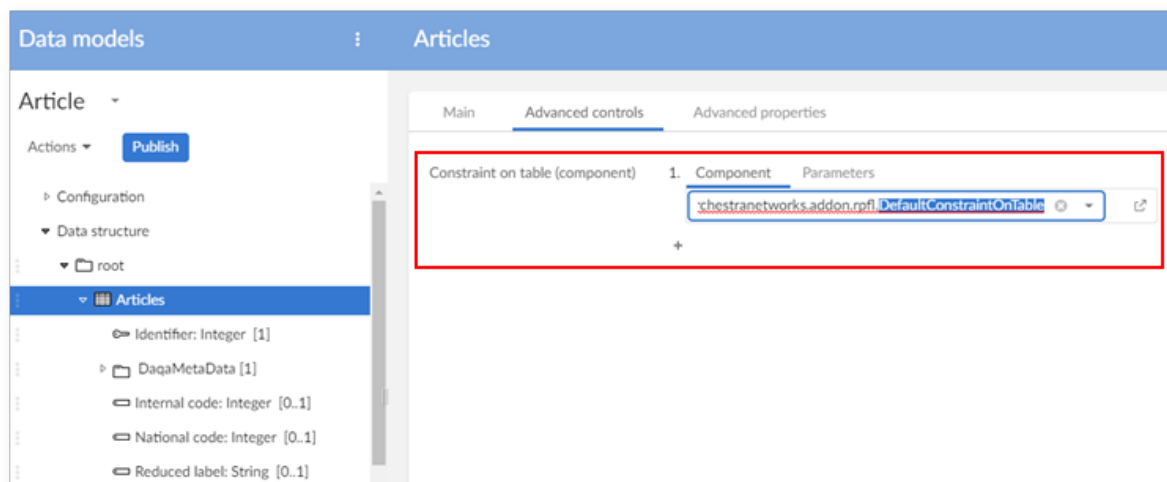 Data models
Articles
Article
Actions
Publish
Main Advanced controls Advanced properties
Configuration
Data structure
root
Articles
Identifier: Integer [1]
DaqaMetaData [1]
Internal code: Integer [0..1]
National code: Integer [0..1]
Reduced label: String [0..1]
Constraint on table (component)
1. Component Parameters
chestranetworks.addon.rpfl.DefaultConstraintOnTable
+